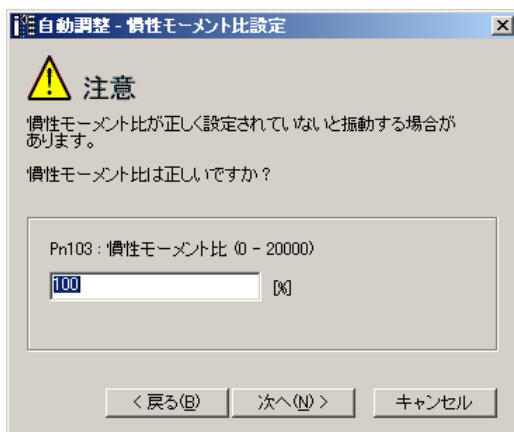 自動調整 - 慣性モーメント比設定
注意
慣性モーメント比が正しく設定されていないと振動する場合が
あります。
慣性モーメント比は正しいですか？
Pn103 : 慣性モーメント比 (0 - 20000)
100 [%]
< 戻る(B) 次へ(N) > キャンセル